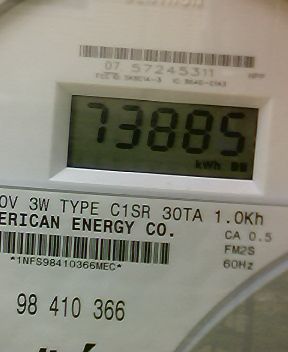 07 57245311
73885
kWh
0V 3W TYPE C1SR 30TA 1.0Kh
ERICAN ENERGY CO.
CA 0.5
FM2S
60Hz
*1NFS98410366MEC*
98 410 366